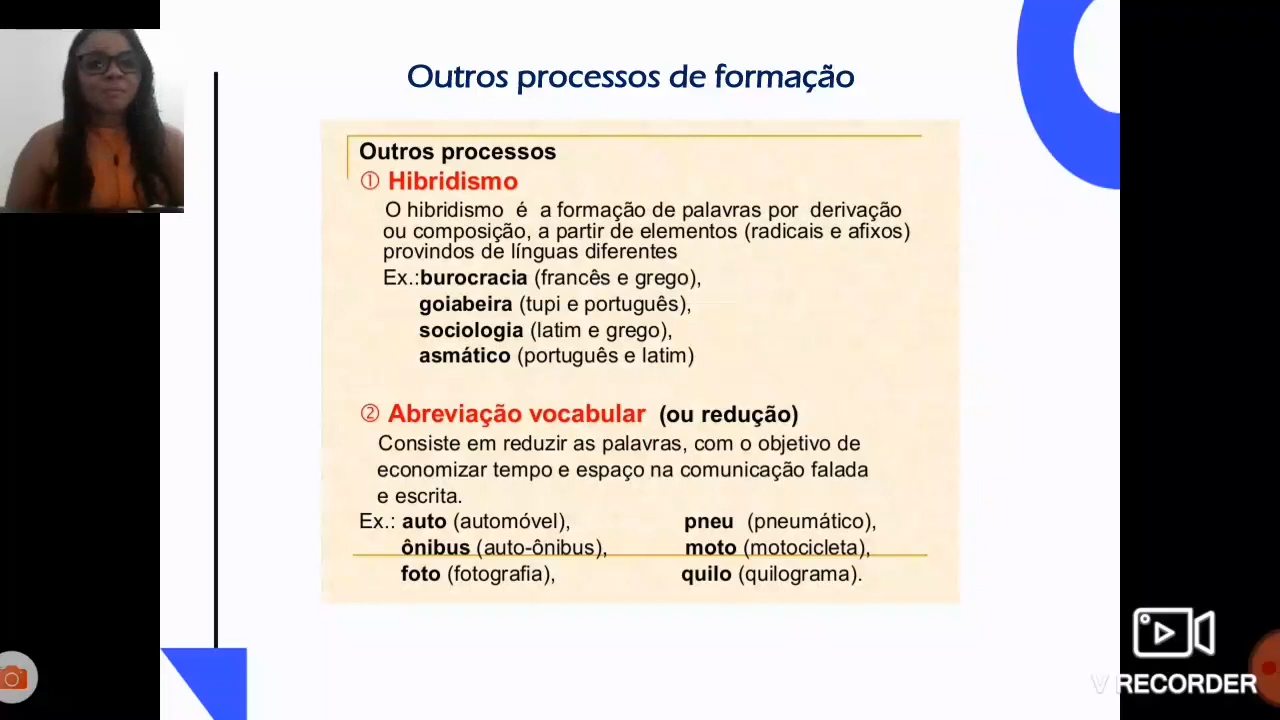 Outros processos de formação
Outros processos
① Hibridismo
O hibridismo é a formação de palavras por derivação
ou composição, a partir de elementos (radicais e afixos)
provindos de línguas diferentes
Ex.:burocracia (francês e grego),
goiabeira (tupi e português),
sociologia (latim e grego),
asmático (português e latim)
② Abreviação vocabular (ou redução)
Consiste em reduzir as palavras, com o objetivo de
economizar tempo e espaço na comunicação falada
e escrita.
Ex.: auto (automóvel), pneu (pneumático),
ônibus (auto-ônibus), moto (motocicleta),
foto (fotografia), quilo (quilograma).
V RECORDER